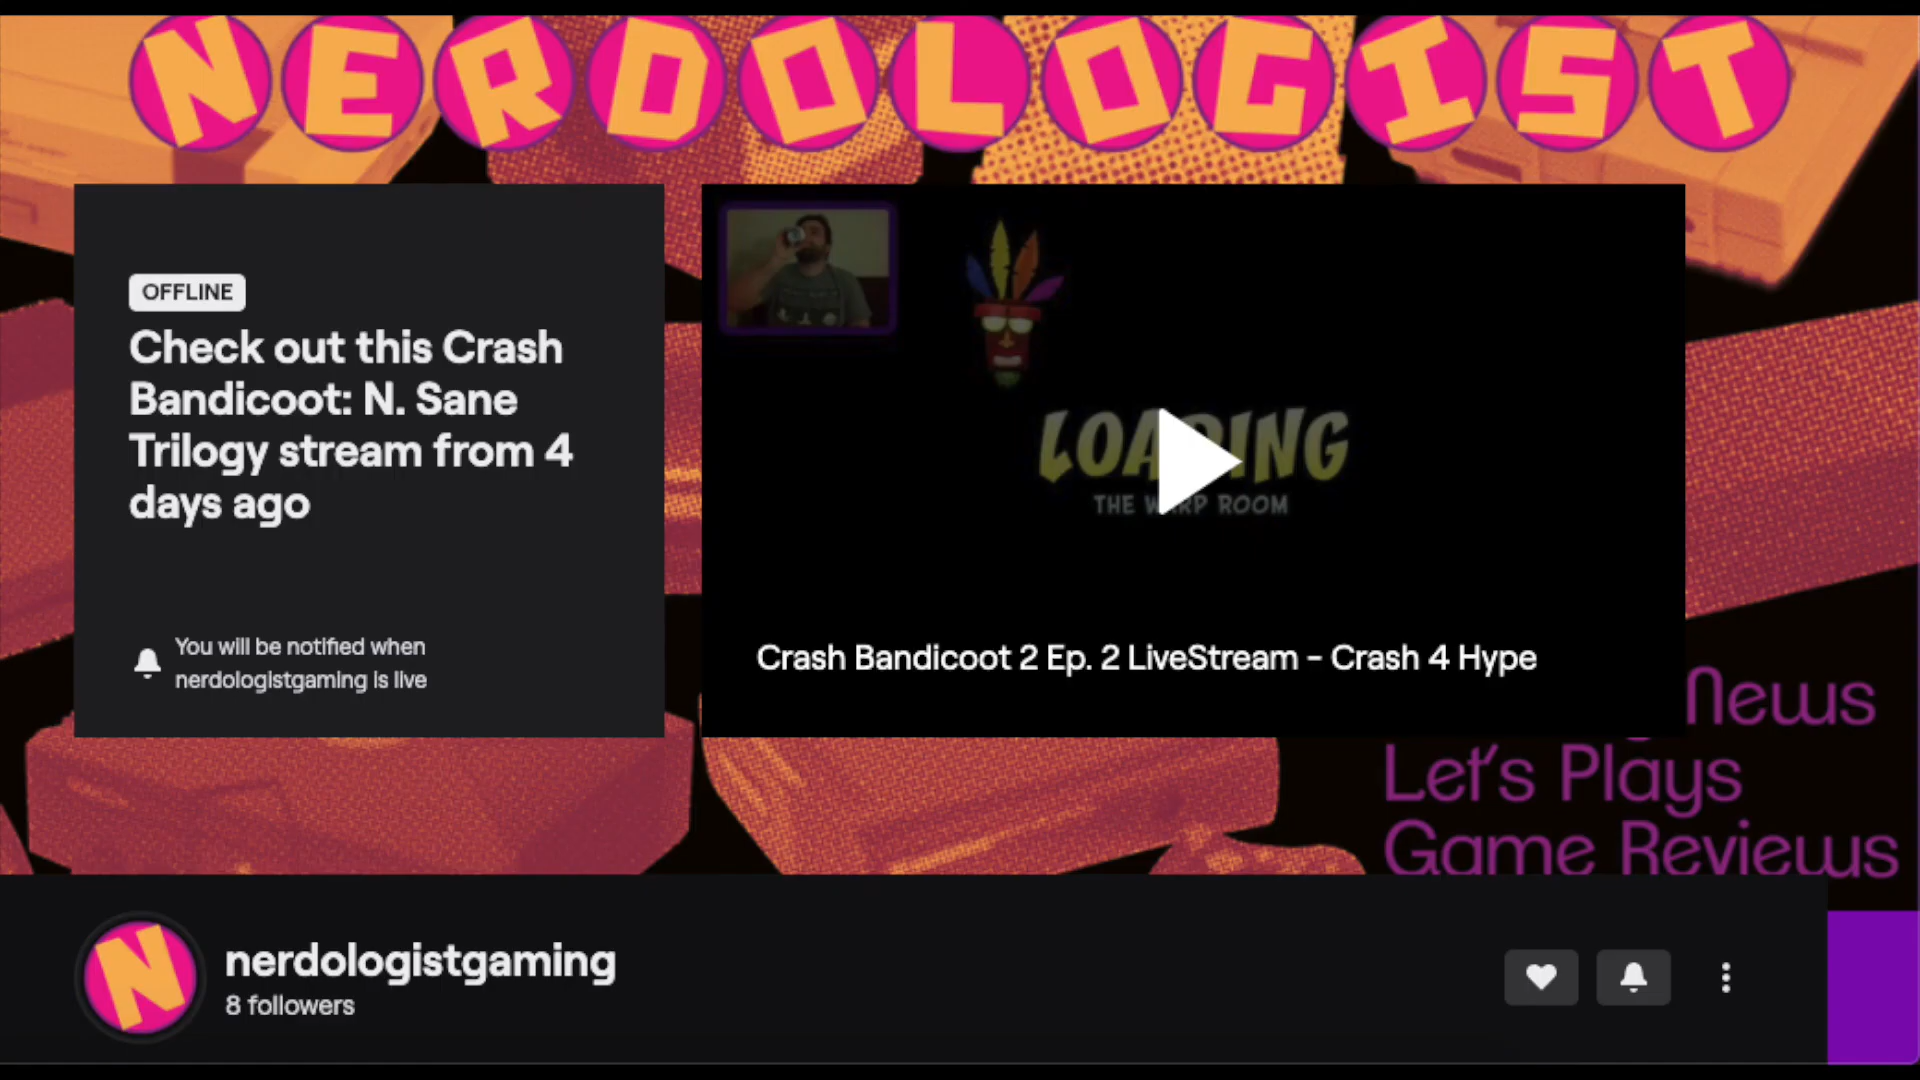 NERDOLOGIST
OFFLINE
Check out this Crash
Bandicoot: N. Sane
Trilogy stream from 4
days ago
You will be notified when
nerdologistgaming is live
LOADING
THE WARP ROOM
Crash Bandicoot 2 Ep. 2 LiveStream - Crash 4 Hype
News
Let's Plays
Game Reviews
N
nerdologistgaming
8 followers